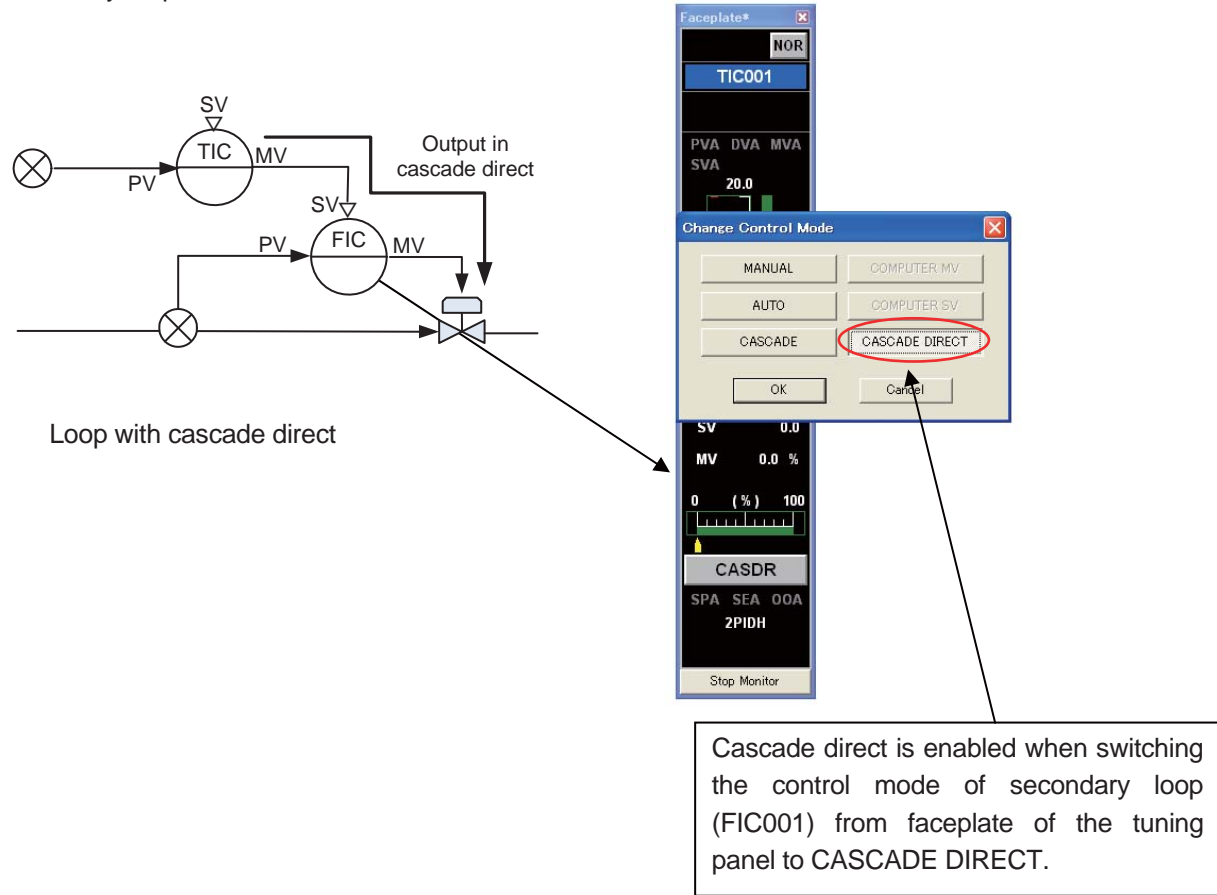 Faceplate*
NOR
TIC001
PVA DVA MVA
SVA
20.0
SV
TIC
MV
PV
Output in
cascade direct
SV
FIC
PV
MV
Loop with cascade direct
Change Control Mode
MANUAL
COMPUTER MV
AUTO
COMPUTER SV
CASCADE
CASCADE DIRECT
OK
Cancel
SV 0.0
MV 0.0 %
0 (%) 100
CASDR
SPA SEA OOA
2PIDH
Stop Monitor
Cascade direct is enabled when switching
the control mode of secondary loop
(FIC001) from faceplate of the tuning
panel to CASCADE DIRECT.